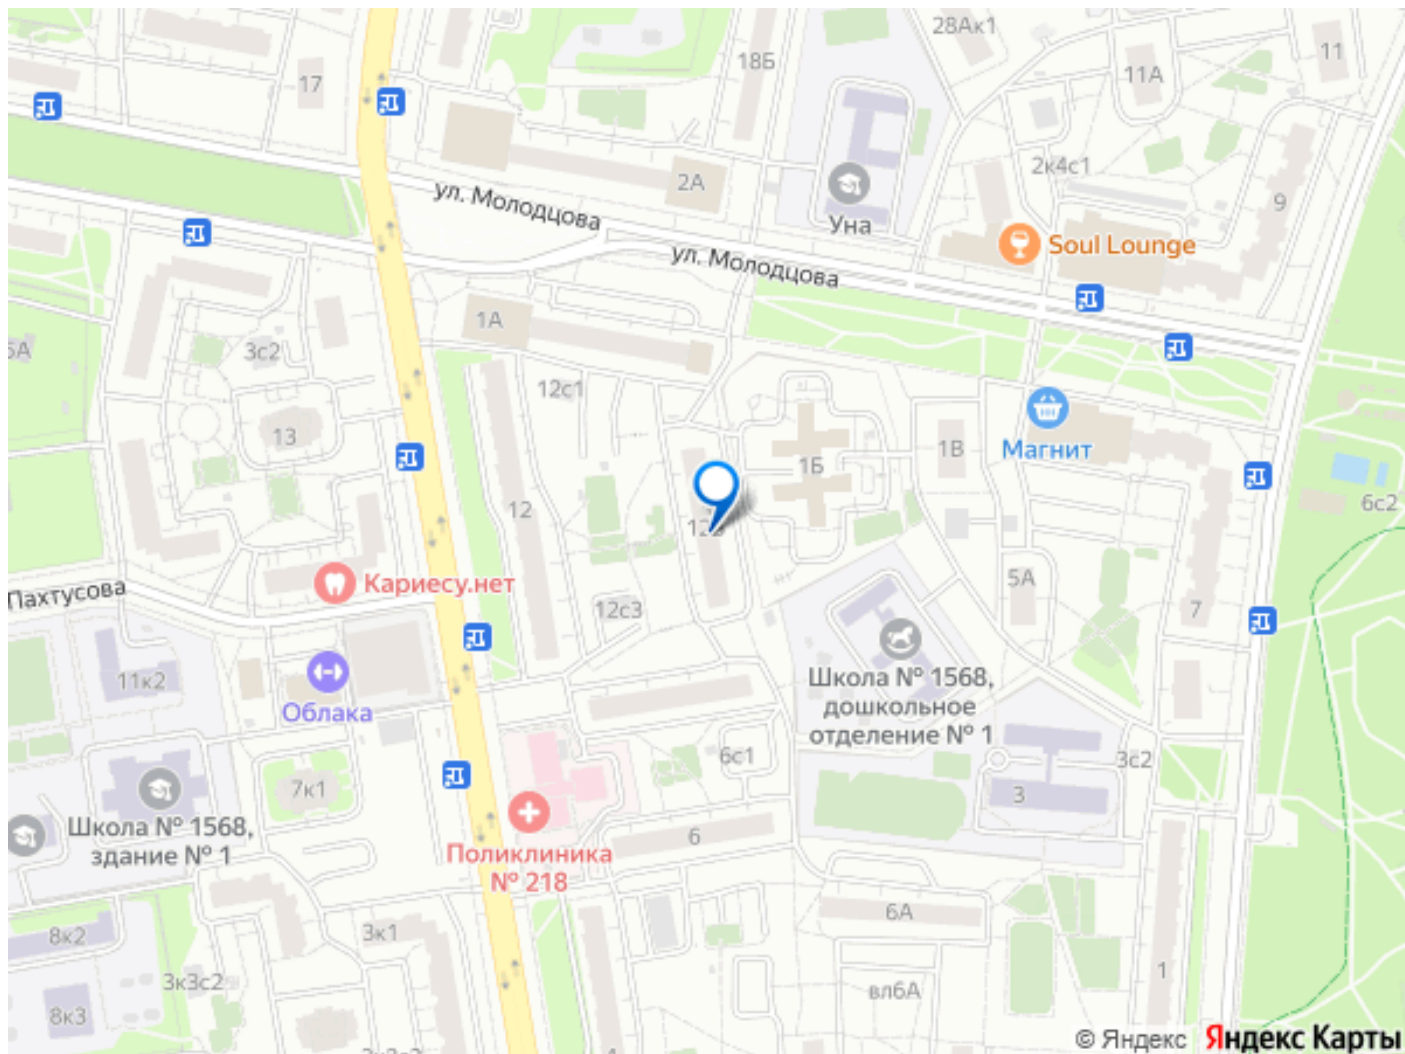 28Ак1
11
18Б
11А
17
2к4с1
2А
ул. Молодцова
Уна
9
Soul Lounge
ул. Молодцова
1А
5А
3с2
12с1
13
1В
Магнит
1Б
12
6с2
Кариесу.нет
Пахтусова
5А
7
12с3
11к2
Облака
Школа № 1568,
дошкольное
отделение № 1
6с1
3с2
7к1
3
Школа № 1568,
здание № 1
6
Поликлиника
№ 218
6А
8к2
3к1
3к3с2
1
вл6А
8к3
© Яндекс Яндекс Карты